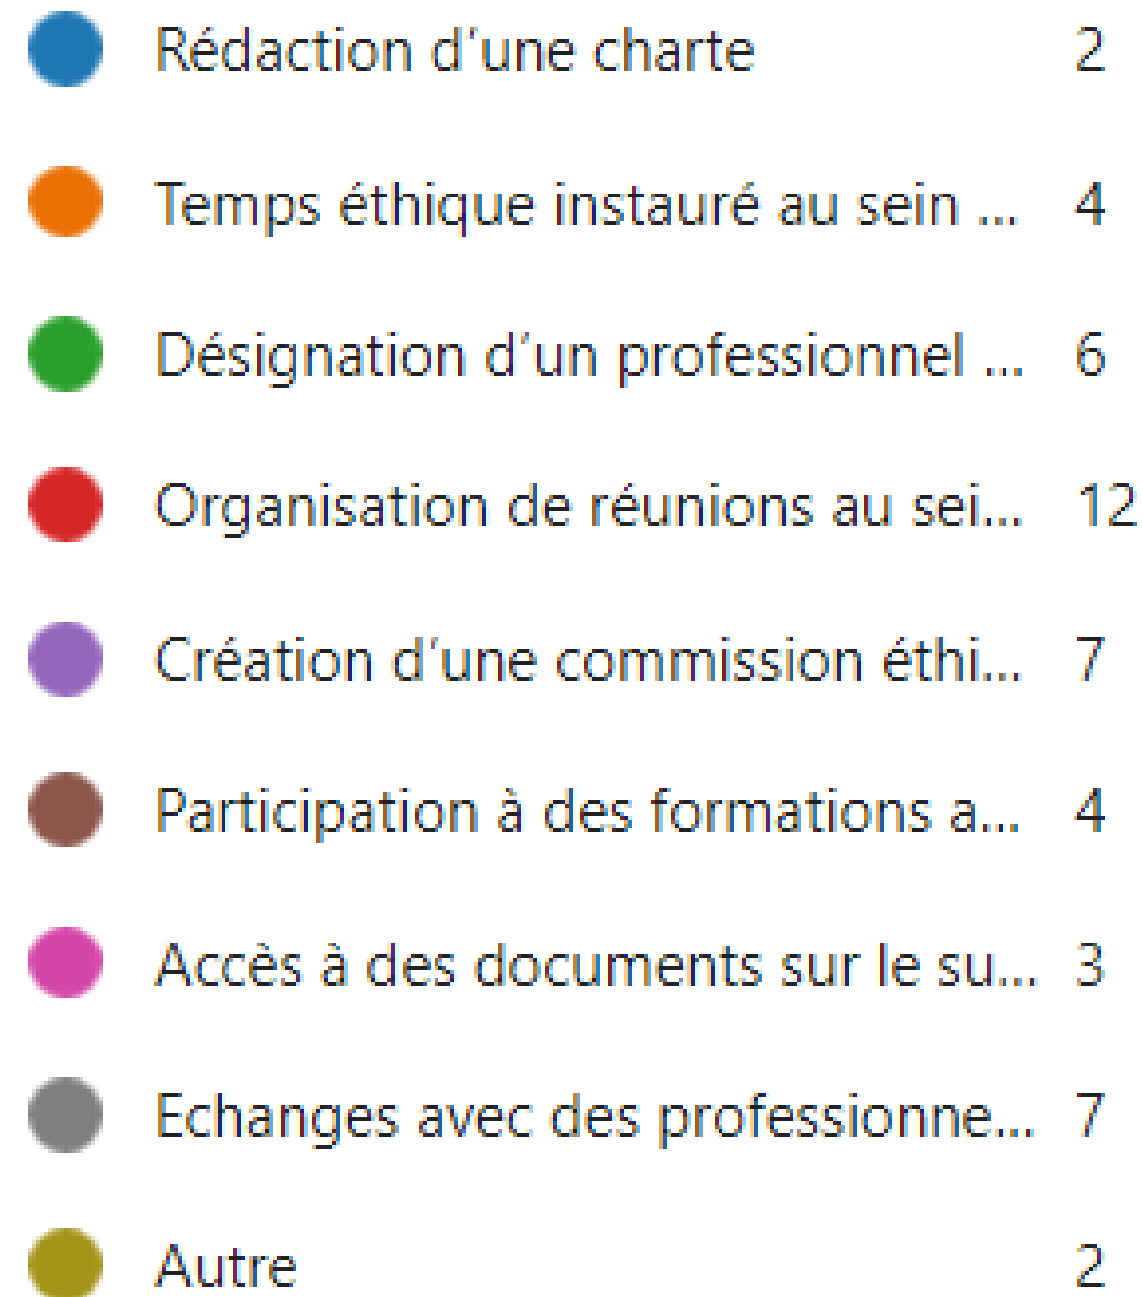 Rédaction d'une charte 2
Temps éthique instauré au sein ... 4
Désignation d'un professionnel ... 6
Organisation de réunions au sei... 12
Création d'une commission éthi... 7
Participation à des formations a... 4
Accès à des documents sur le su... 3
Echanges avec des professionne... 7
Autre 2